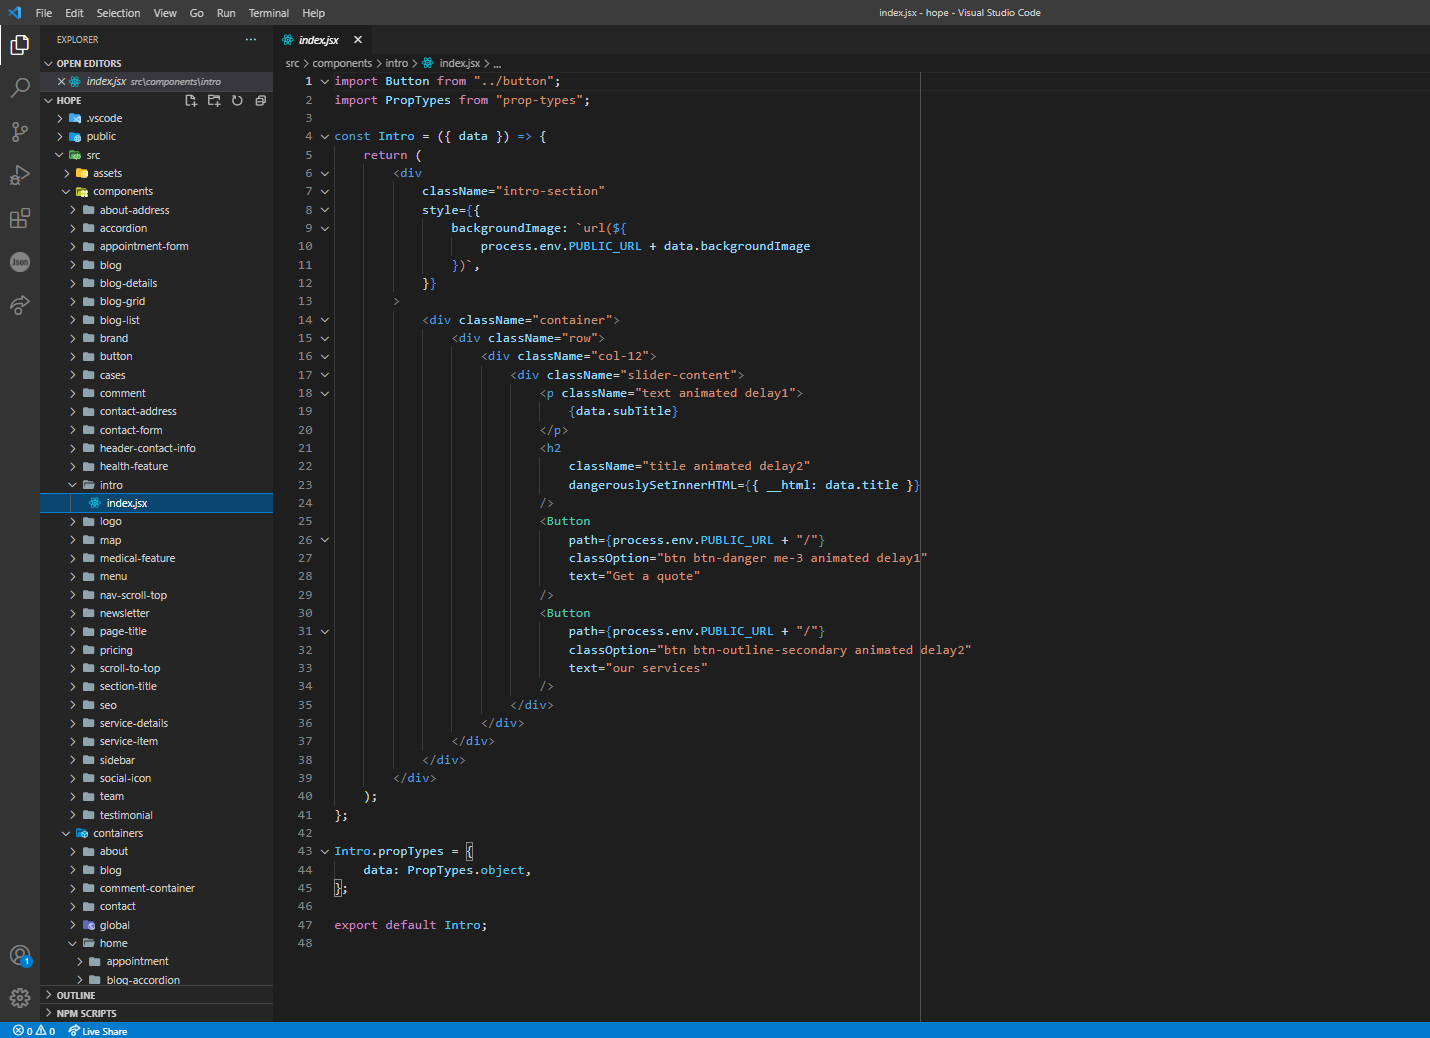 File Edit Selection View Go Run Terminal Help
index.jsx - hope - Visual Studio Code
EXPLORER
OPEN EDITORS
index.jsx src\components\intro
HOPE
.vscode
public
src
assets
components
about-address
accordion
appointment-form
blog
blog-details
blog-grid
blog-list
brand
button
cases
comment
contact-address
contact-form
header-contact-info
health-feature
intro
index.jsx
logo
map
medical-feature
menu
nav-scroll-top
newsletter
page-title
pricing
scroll-to-top
section-title
seo
service-details
service-item
sidebar
social-icon
team
testimonial
containers
about
blog
comment-container
contact
global
home
appointment
blog-accordion
OUTLINE
NPM SCRIPTS
Json
1
index.jsx
src > components > intro > index.jsx > ...
1 import Button from "../button";
2 import PropTypes from "prop-types";
3
4 const Intro = ({ data }) => {
5 return (
6 <div
7 className="intro-section"
8 style={{
9 backgroundImage: `url(${
10 process.env.PUBLIC_URL + data.backgroundImage
11 })`,
12 }}
13 >
14 <div className="container">
15 <div className="row">
16 <div className="col-12">
17 <div className="slider-content">
18 <p className="text animated delay1">
19 {data.subTitle}
20 </p>
21 <h2
22 className="title animated delay2"
23 dangerouslySetInnerHTML={{ __html: data.title }}
24 />
25 <Button
26 path={process.env.PUBLIC_URL + "/"}
27 classOption="btn btn-danger me-3 animated delay1"
28 text="Get a quote"
29 />
30 <Button
31 path={process.env.PUBLIC_URL + "/"}
32 classOption="btn btn-outline-secondary animated delay2"
33 text="our services"
34 />
35 </div>
36 </div>
37 </div>
38 </div>
39 </div>
40 );
41 };
42
43 Intro.propTypes = {
44 data: PropTypes.object,
45 };
46
47 export default Intro;
48
0 0 Live Share